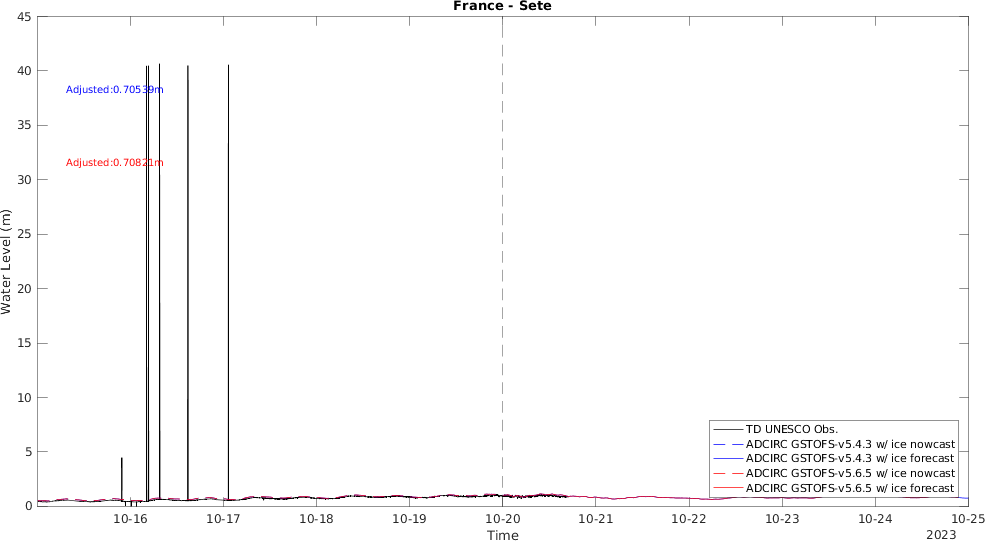 France - Sete
45
40
35
30
25
20
15
10
5
0
Water Level (m)
Adjusted:0.70539m
Adjusted:0.70821m
TD UNESCO Obs.
ADCIRC GSTOFS-v5.4.3 w/ ice nowcast
ADCIRC GSTOFS-v5.4.3 w/ ice forecast
ADCIRC GSTOFS-v5.6.5 w/ ice nowcast
ADCIRC GSTOFS-v5.6.5 w/ ice forecast
10-16 10-17 10-18 10-19 10-20 10-21 10-22 10-23 10-24 10-25
Time
2023